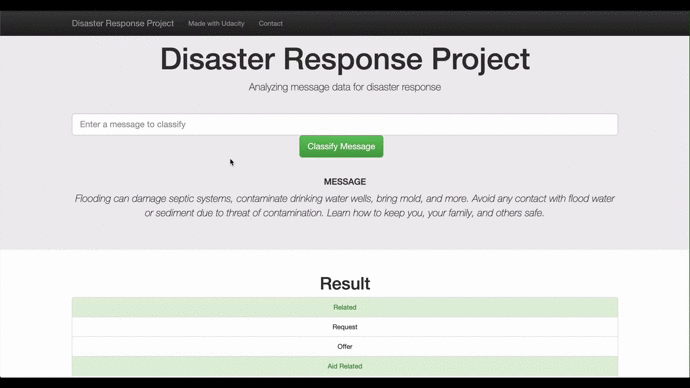 Disaster Response Project Made with Udacity Contact
Disaster Response Project
Analyzing message data for disaster response
Enter a message to classify
Classify Message
MESSAGE
Flooding can damage septic systems, contaminate drinking water wells, bring mold, and more. Avoid any contact with flood water
or sediment due to threat of contamination. Learn how to keep you, your family, and others safe.
Result
Related
Request
Offer
Aid Related